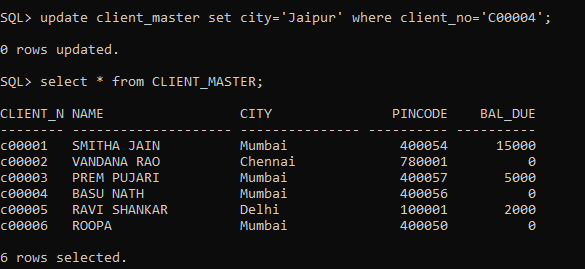 SQL> update client_master set city='Jaipur' where client_no='C00004';
0 rows updated.
SQL> select * from CLIENT_MASTER;
CLIENT_N NAME                 CITY            PINCODE    BAL_DUE
-------- -------------------- --------------- ---------- ----------
c00001   SMITHA JAIN          Mumbai              400054      15000
c00002   VANDANA RAO          Chennai             780001          0
c00003   PREM PUJARI          Mumbai              400057       5000
c00004   BASU NATH            Mumbai              400056          0
c00005   RAVI SHANKAR         Delhi               100001       2000
c00006   ROOPA                Mumbai              400050          0
6 rows selected.